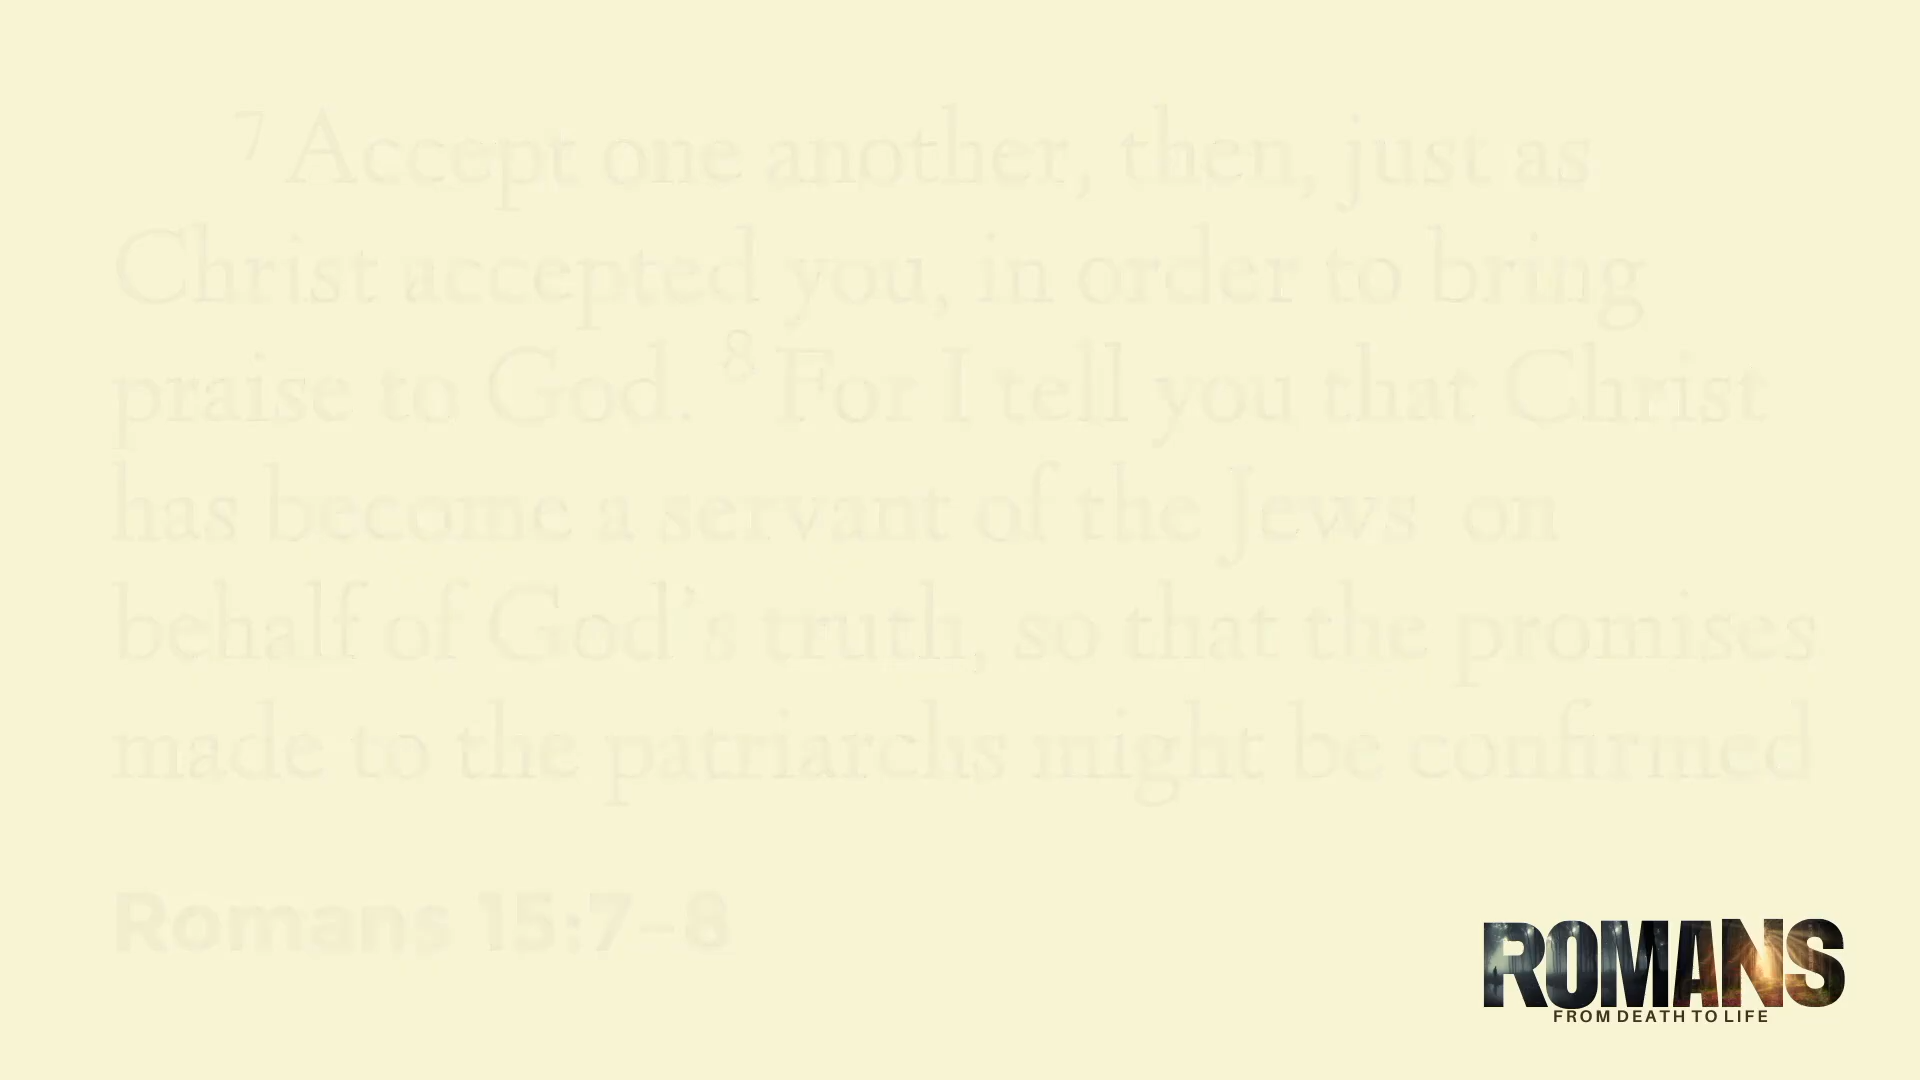 7 Accept one another, then, just as
Christ accepted you, in order to bring
praise to God. 8 For I tell you that Christ
has become a servant of the Jews on
behalf of God’s truth, so that the promises
made to the patriarchs might be confirmed
Romans 15:7–8
ROMANS
FROM DEATH TO LIFE